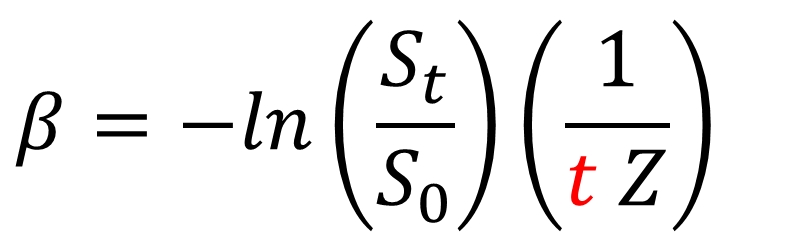 β = −ln (S_t / S_0) (1 / t Z)